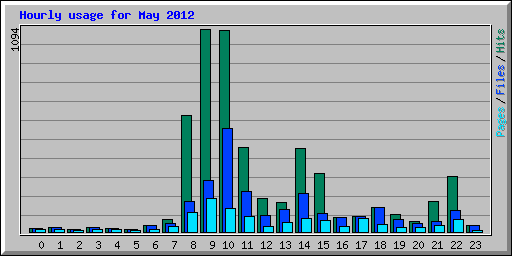 Hourly usage for May 2012
1094
Pages/Files/Hits
0 1 2 3 4 5 6 7 8 9 10 11 12 13 14 15 16 17 18 19 20 21 22 23